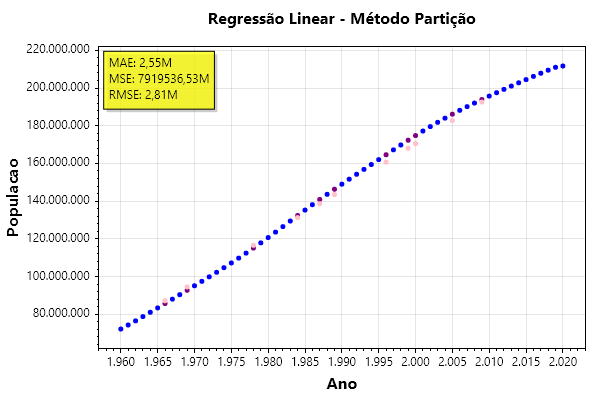 Regressão Linear - Método Partição
MAE: 2,55M
MSE: 7919536,53M
RMSE: 2,81M
220.000.000
200.000.000
180.000.000
160.000.000
140.000.000
120.000.000
100.000.000
80.000.000
Populacao
1.960 1.965 1.970 1.975 1.980 1.985 1.990 1.995 2.000 2.005 2.010 2.015 2.020
Ano